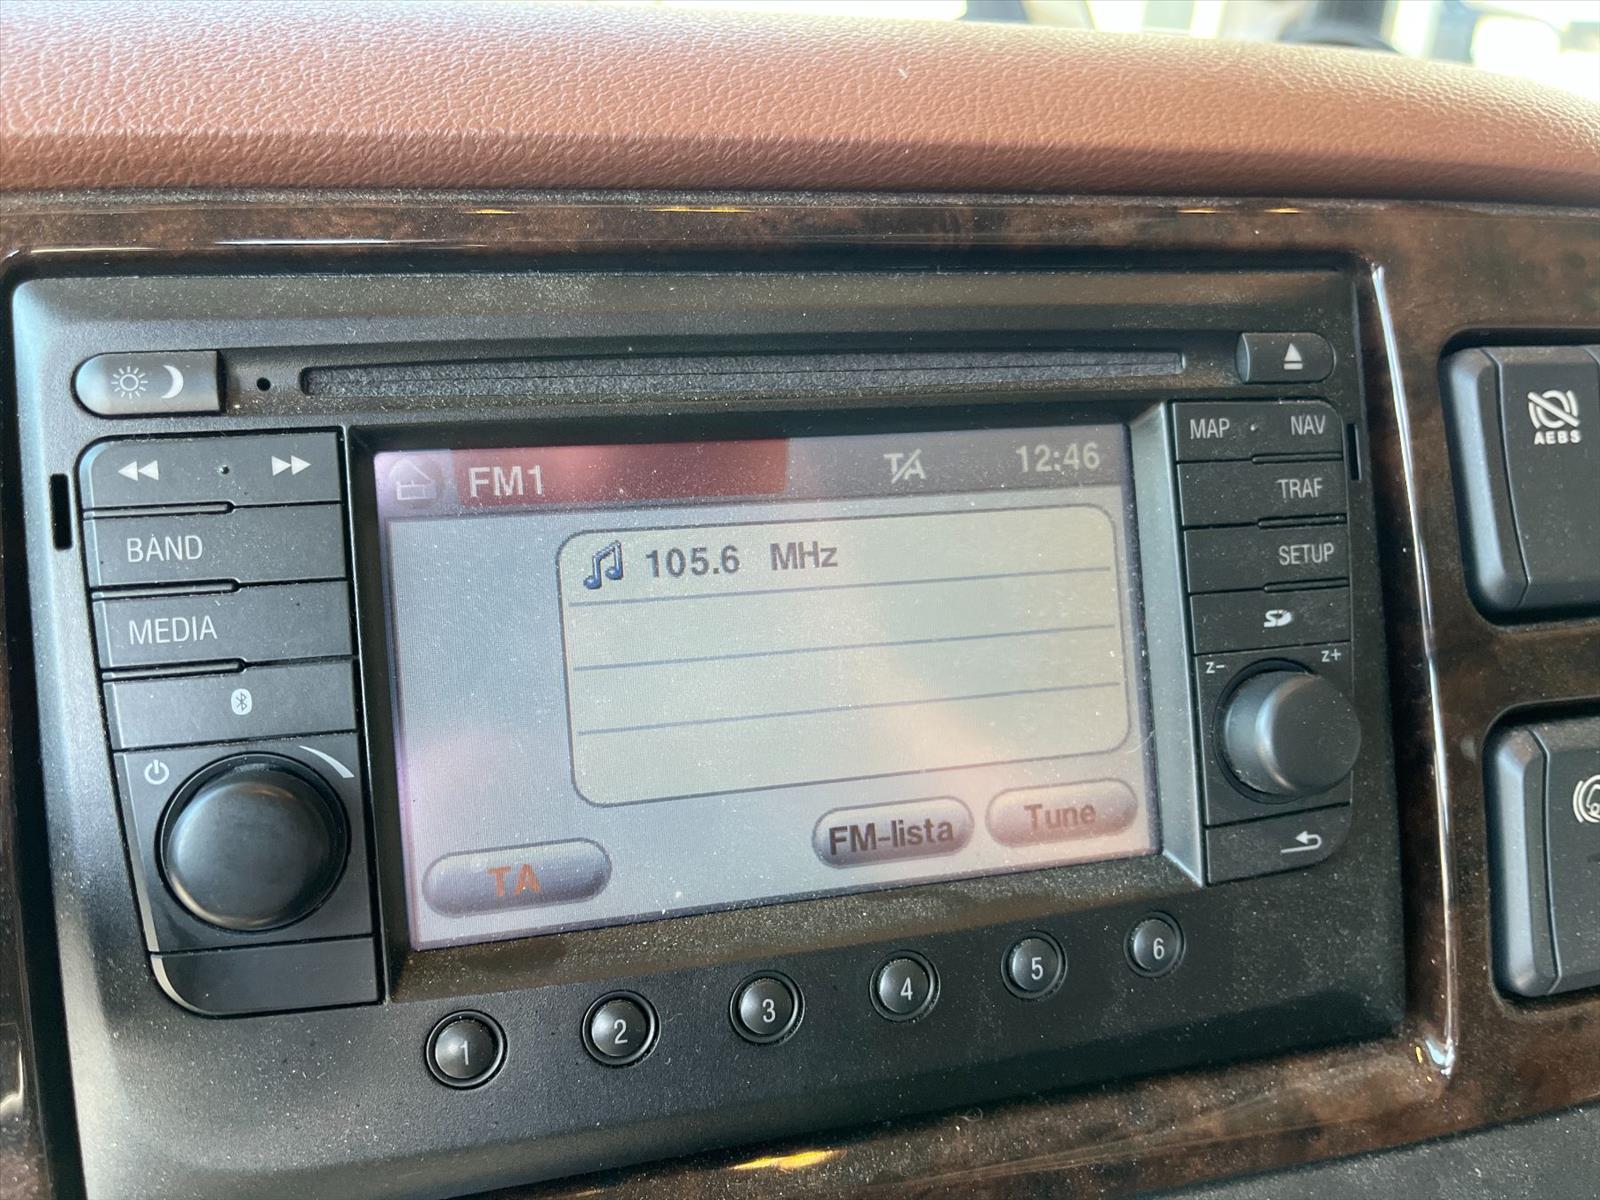 MAP NAV
AEBS
FM1 TA 12:46
TRAF
BAND
105.6 MHz
SETUP
MEDIA
z- z+
FM-lista Tune
TA
1 2 3 4 5 6